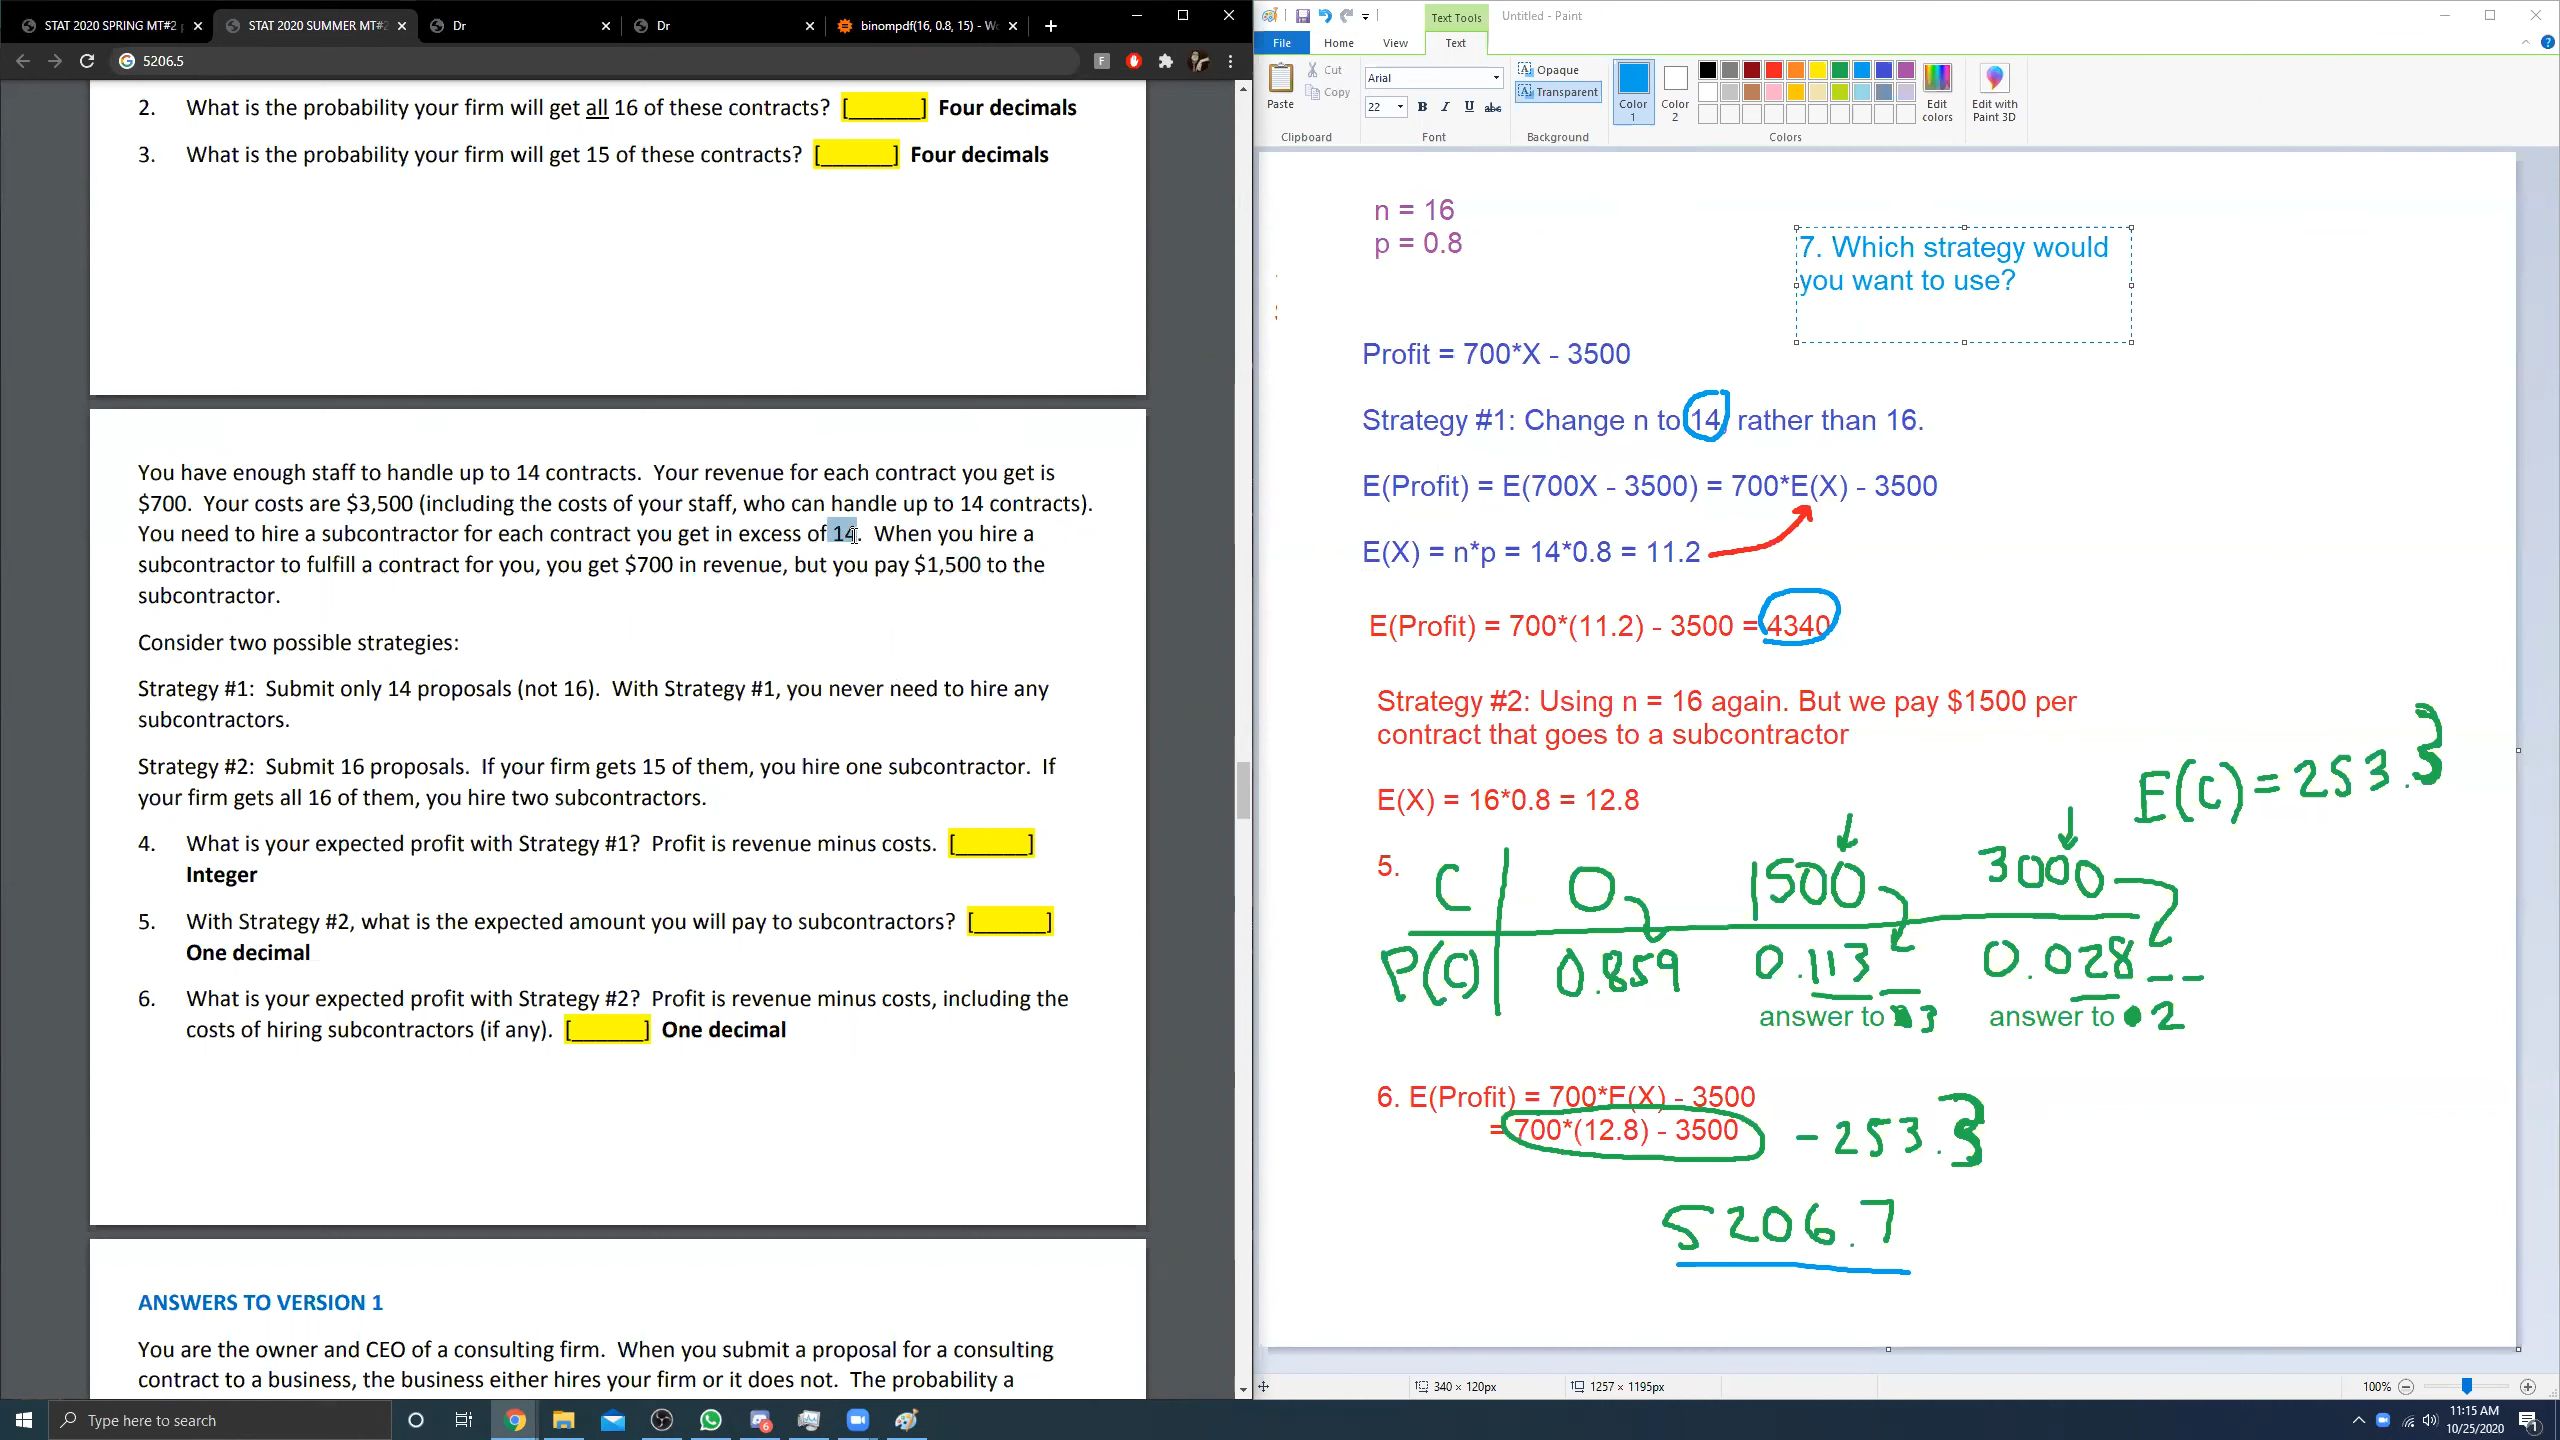 STAT 2020 SPRING MT#2
STAT 2020 SUMMER MT#2
Dr
Dr
binompdf(16, 0.8, 15) - Wo
5206.5
2. What is the probability your firm will get all 16 of these contracts? [______] Four decimals
3. What is the probability your firm will get 15 of these contracts? [______] Four decimals
You have enough staff to handle up to 14 contracts. Your revenue for each contract you get is
$700. Your costs are $3,500 (including the costs of your staff, who can handle up to 14 contracts).
You need to hire a subcontractor for each contract you get in excess of 14. When you hire a
subcontractor to fulfill a contract for you, you get $700 in revenue, but you pay $1,500 to the
subcontractor.
Consider two possible strategies:
Strategy #1: Submit only 14 proposals (not 16). With Strategy #1, you never need to hire any
subcontractors.
Strategy #2: Submit 16 proposals. If your firm gets 15 of them, you hire one subcontractor. If
your firm gets all 16 of them, you hire two subcontractors.
4. What is your expected profit with Strategy #1? Profit is revenue minus costs. [______]
Integer
5. With Strategy #2, what is the expected amount you will pay to subcontractors? [______]
One decimal
6. What is your expected profit with Strategy #2? Profit is revenue minus costs, including the
costs of hiring subcontractors (if any). [______] One decimal
ANSWERS TO VERSION 1
You are the owner and CEO of a consulting firm. When you submit a proposal for a consulting
contract to a business, the business either hires your firm or it does not. The probability a
Type here to search
Text Tools
Untitled - Paint
File Home View Text
Paste
Cut
Copy
Clipboard
Arial
22
B I U abc
Font
Opaque
Transparent
Background
Color
1
Color
2
Edit
colors
Edit with
Paint 3D
Colors
n = 16
p = 0.8
7. Which strategy would
you want to use?
Profit = 700*X - 3500
Strategy #1: Change n to 14, rather than 16.
E(Profit) = E(700X - 3500) = 700*E(X) - 3500
E(X) = n*p = 14*0.8 = 11.2
E(Profit) = 700*(11.2) - 3500 = 4340
Strategy #2: Using n = 16 again. But we pay $1500 per
contract that goes to a subcontractor
E(C) = 253.3
E(X) = 16*0.8 = 12.8
5.
C 0 1500 3000
P(C) 0.859 0.113 0.028
answer to 3 answer to 2
6. E(Profit) = 700*E(X) - 3500
= 700*(12.8) - 3500 - 253.3
5206.7
340 × 120px
1257 × 1195px
100%
11:15 AM
10/25/2020